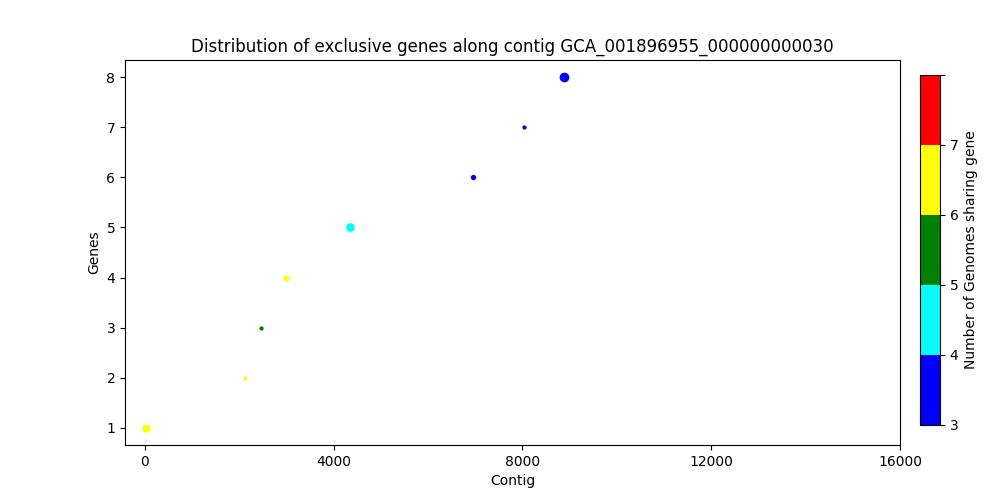 Distribution of exclusive genes along contig GCA_001896955_000000000030
8
7
6
5
4
3
2
1
Genes
0 4000 8000 12000 16000
Contig
7
6
5
4
3
Number of Genomes sharing gene